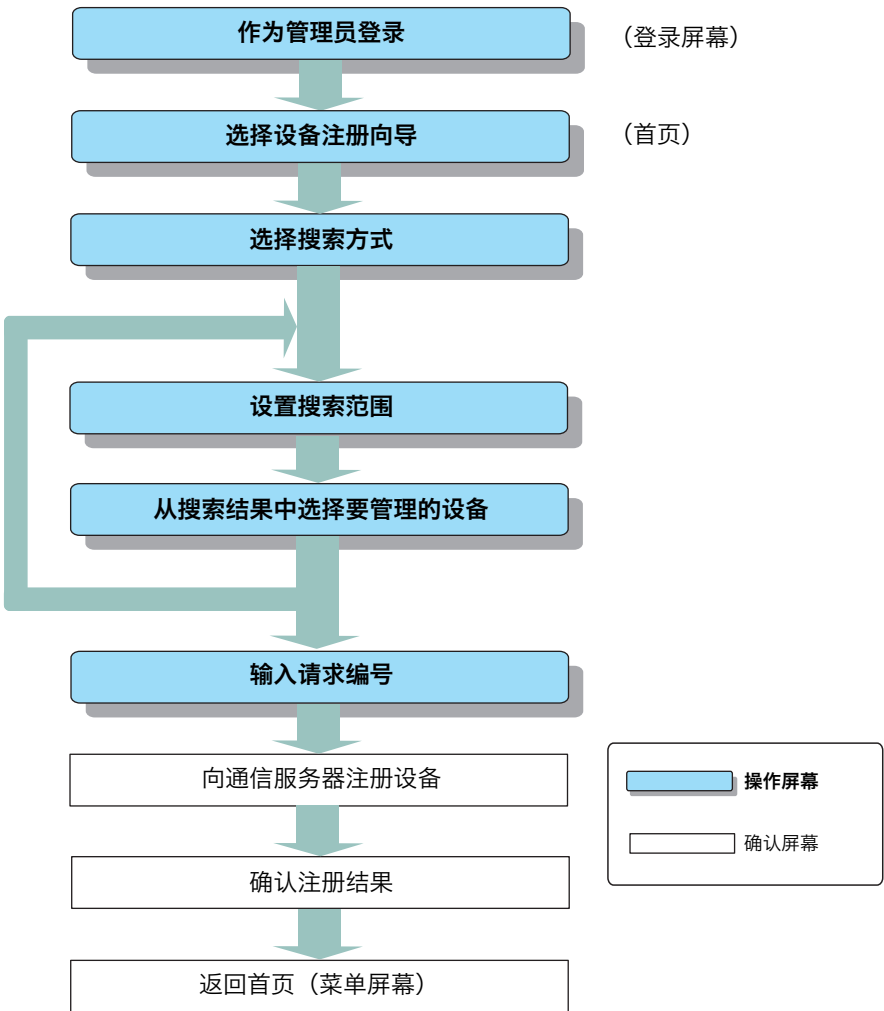 作为管理员登录
（登录屏幕）
选择设备注册向导
（首页）
选择搜索方式
设置搜索范围
从搜索结果中选择要管理的设备
输入请求编号
向通信服务器注册设备
操作屏幕
确认屏幕
确认注册结果
返回首页（菜单屏幕）